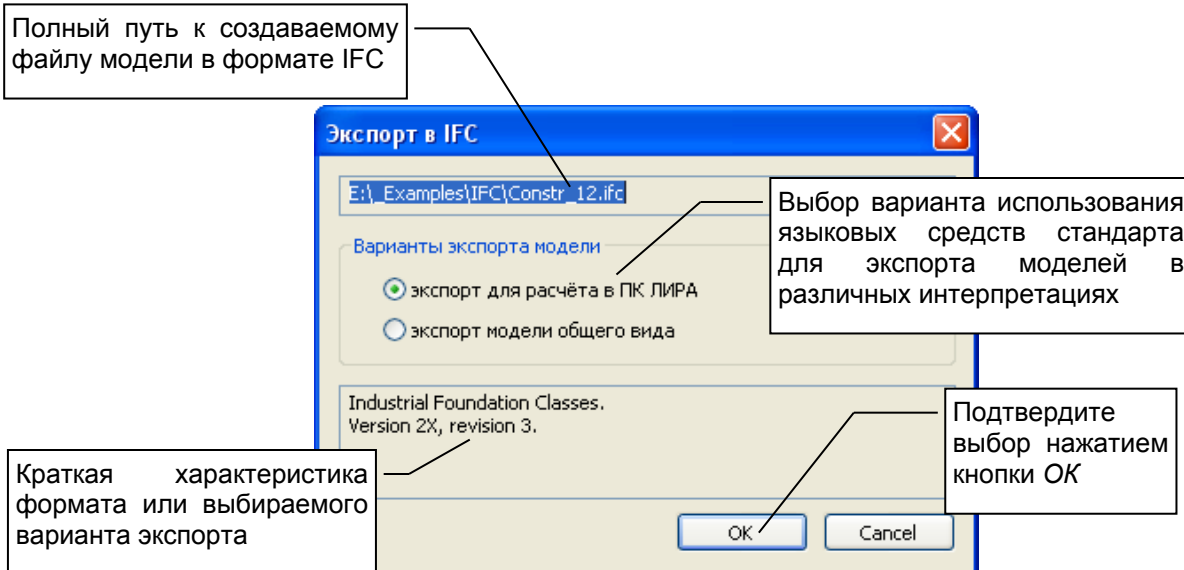 Полный путь к создаваемому
файлу модели в формате IFC
Экспорт в IFC
E:\_Examples\IFC\Constr_12.ifc
Выбор варианта использования
языковых средств стандарта
для экспорта моделей в
различных интерпретациях
Варианты экспорта модели
экспорт для расчёта в ПК ЛИРА
экспорт модели общего вида
Industrial Foundation Classes.
Version 2X, revision 3.
Подтвердите
выбор нажатием
кнопки ОК
Краткая характеристика
формата или выбираемого
варианта экспорта
OK
Cancel